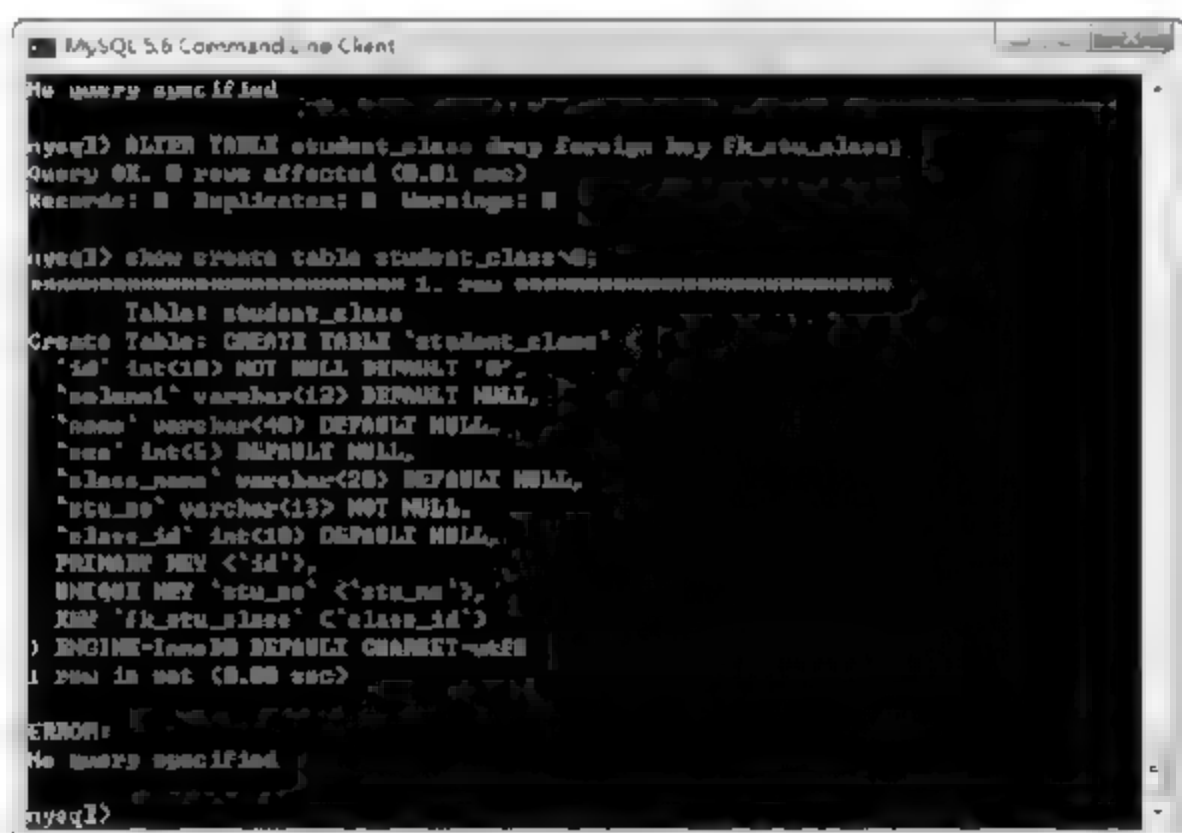 MySQL 5.6 Command Line Client
No query specified
mysql> ALTER TABLE student_class drop foreign key fk_stu_class;
Query OK, 0 rows affected (0.01 sec)
Records: 0 Duplicates: 0 Warnings: 0
mysql> show create table student_class\G;
1. row
Table: student_class
Create Table: CREATE TABLE `student_class` (
`id` int(10) NOT NULL DEFAULT '0',
varchar(12) DEFAULT NULL,
`name` varchar(40) DEFAULT NULL,
int(5) DEFAULT NULL,
`class_name` varchar(20) DEFAULT NULL,
`stu_no` varchar(13) NOT NULL,
`class_id` int(10) DEFAULT NULL,
PRIMARY KEY (`id`),
UNIQUE KEY `stu_no` (`stu_no`),
KEY `fk_stu_class` (`class_id`)
) ENGINE=InnoDB DEFAULT CHARSET=utf8
1 row in set (0.00 sec)
ERROR:
No query specified
mysql>